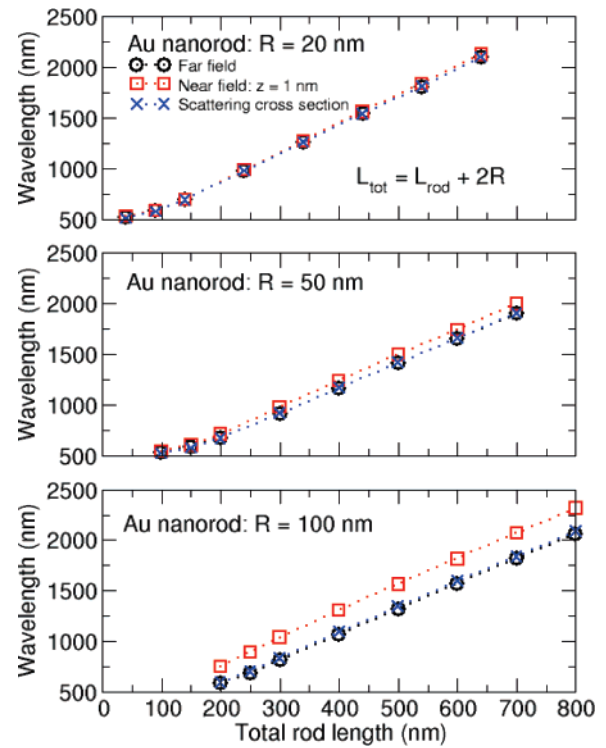 2500
Au nanorod: R = 20 nm
Far field
2000
Near field: z = 1 nm
Scattering cross section
1500
1000
L_tot = L_rod + 2R
500
Wavelength (nm)
2500
Au nanorod: R = 50 nm
2000
1500
1000
500
Wavelength (nm)
2500
Au nanorod: R = 100 nm
2000
1500
1000
500
Wavelength (nm)
0 100 200 300 400 500 600 700 800
Total rod length (nm)